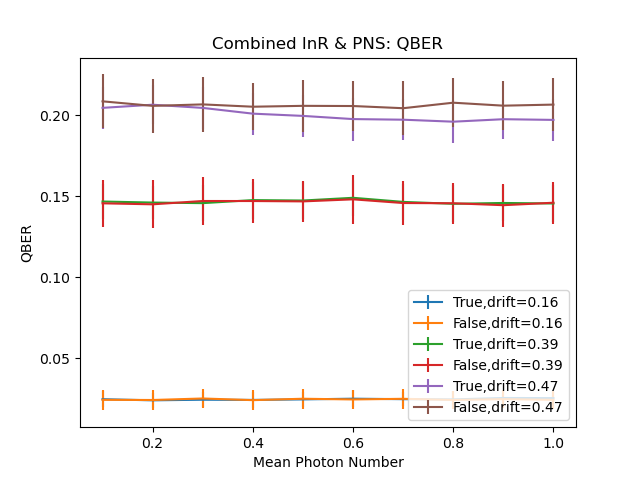 Combined InR & PNS: QBER
QBER
0.20
0.15
0.10
0.05
True,drift=0.16
False,drift=0.16
True,drift=0.39
False,drift=0.39
True,drift=0.47
False,drift=0.47
0.2 0.4 0.6 0.8 1.0
Mean Photon Number